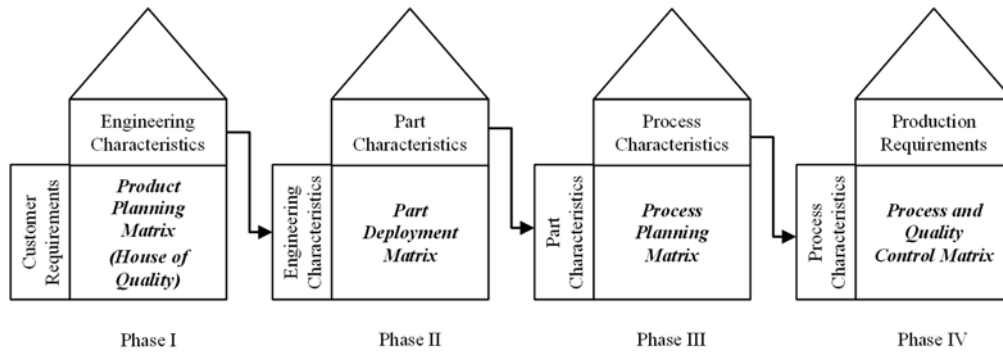 Engineering
Characteristics
Customer
Requirements
Product
Planning
Matrix
(House of
Quality)
Phase I
Part
Characteristics
Engineering
Characteristics
Part
Deployment
Matrix
Phase II
Process
Characteristics
Part
Characteristics
Process
Planning
Matrix
Phase III
Production
Requirements
Process
Characteristics
Process and
Quality
Control Matrix
Phase IV